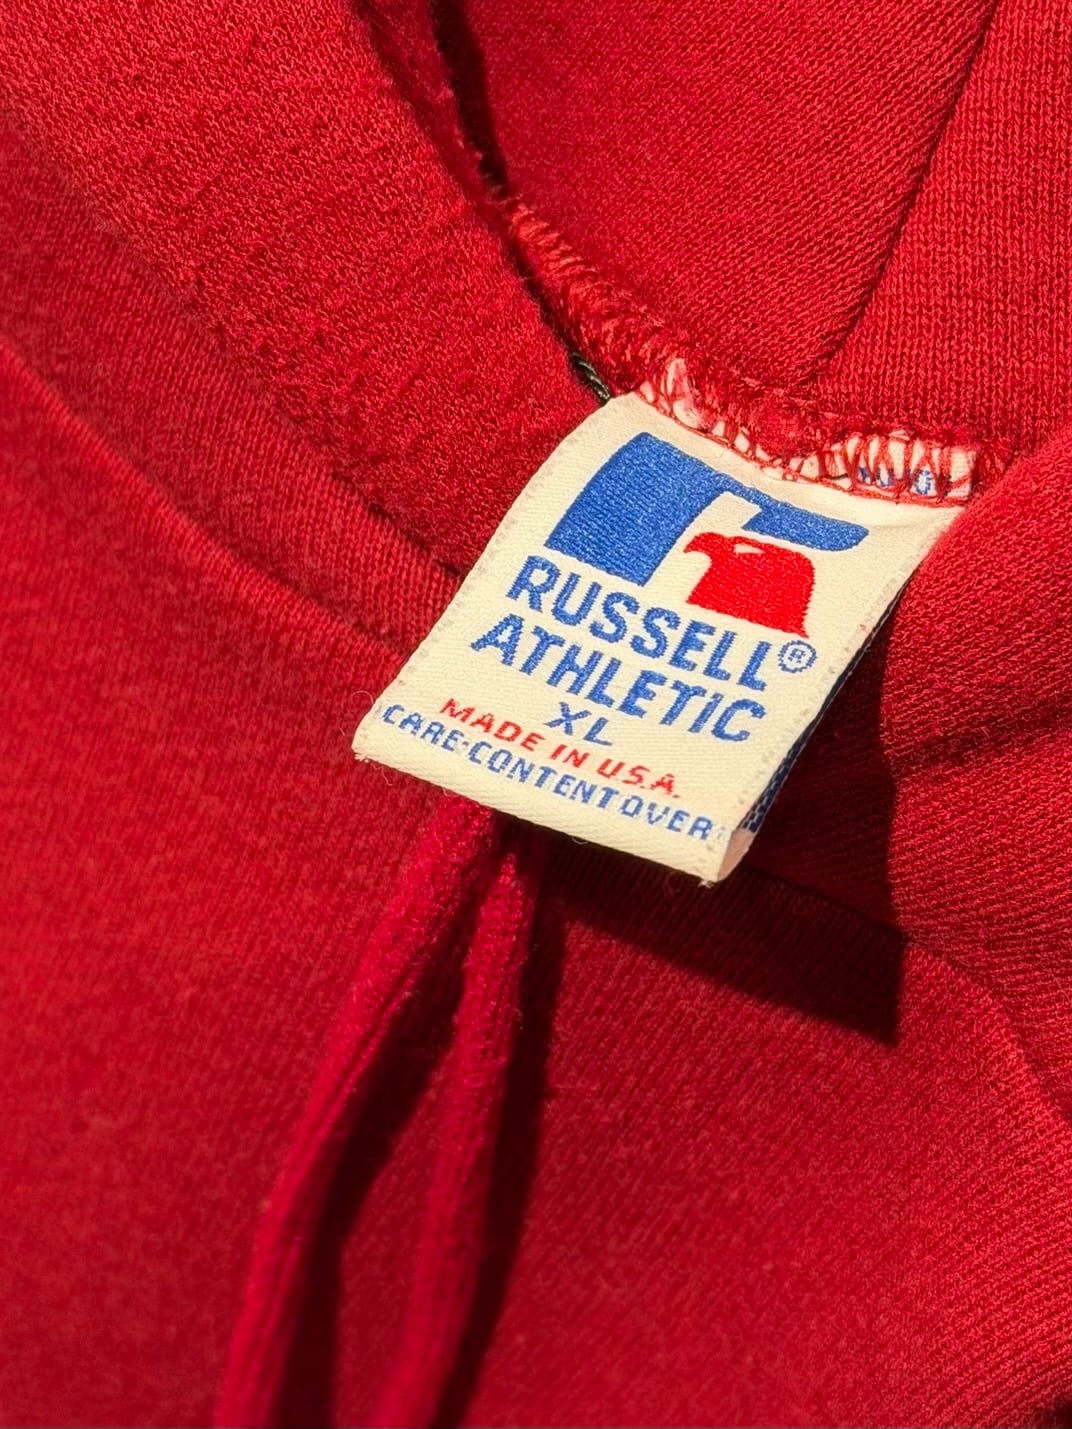 RUSSELL®
ATHLETIC
XL
MADE IN U.S.A.
CARE·CONTENT OVER